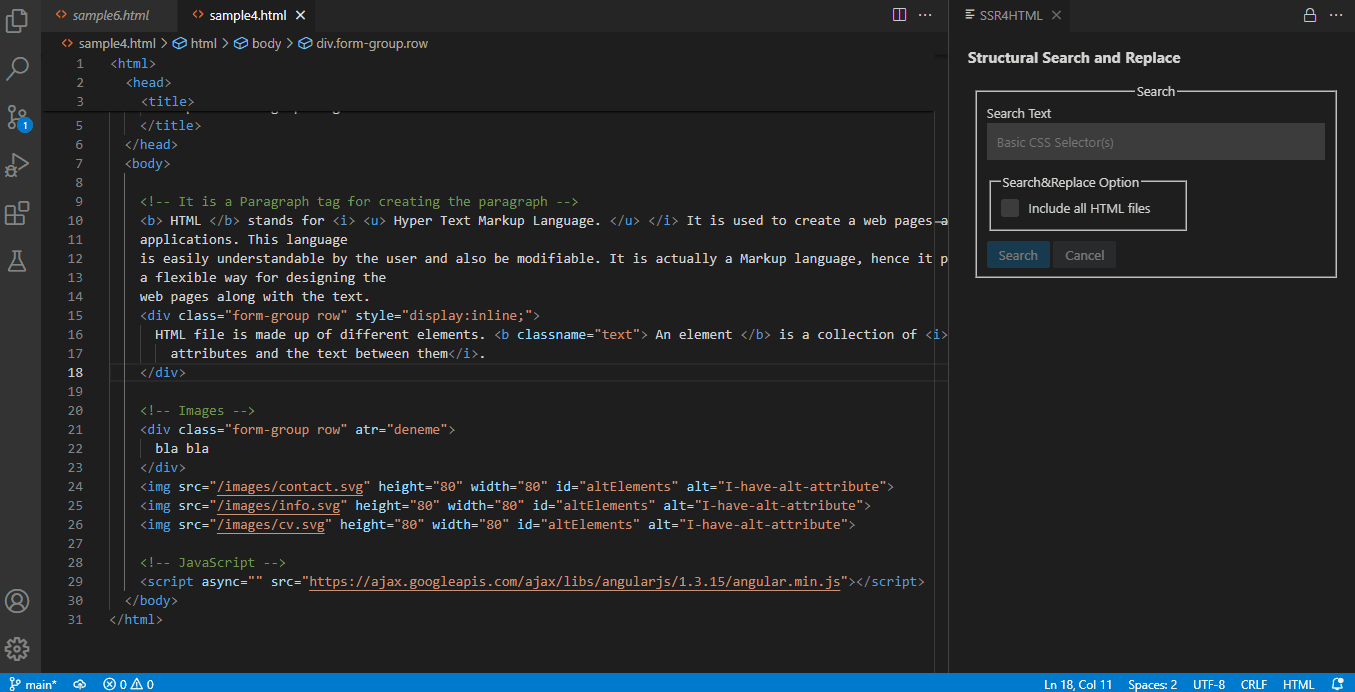 sample6.html
sample4.html
SSR4HTML
sample4.html > html > body > div.form-group.row
1 <html>
2 <head>
3 <title>
5 </title>
6 </head>
7 <body>
8
9 <!-- It is a Paragraph tag for creating the paragraph -->
10 <b> HTML </b> stands for <i> <u> Hyper Text Markup Language. </u> </i> It is used to create a web pages
11 applications. This language
12 is easily understandable by the user and also be modifiable. It is actually a Markup language, hence it p
13 a flexible way for designing the
14 web pages along with the text.
15 <div class="form-group row" style="display:inline;">
16 HTML file is made up of different elements. <b classname="text"> An element </b> is a collection of <i>
17 attributes and the text between them</i>.
18 </div>
19
20 <!-- Images -->
21 <div class="form-group row" atr="deneme">
22 bla bla
23 </div>
24 <img src="/images/contact.svg" height="80" width="80" id="altElements" alt="I-have-alt-attribute">
25 <img src="/images/info.svg" height="80" width="80" id="altElements" alt="I-have-alt-attribute">
26 <img src="/images/cv.svg" height="80" width="80" id="altElements" alt="I-have-alt-attribute">
27
28 <!-- JavaScript -->
29 <script async="" src="https://ajax.googleapis.com/ajax/libs/angularjs/1.3.15/angular.min.js"></script>
30 </body>
31 </html>
Structural Search and Replace
Search
Search Text
Basic CSS Selector(s)
Search&Replace Option
Include all HTML files
Search
Cancel
1
main*
0 0
Ln 18, Col 11
Spaces: 2
UTF-8
CRLF
HTML